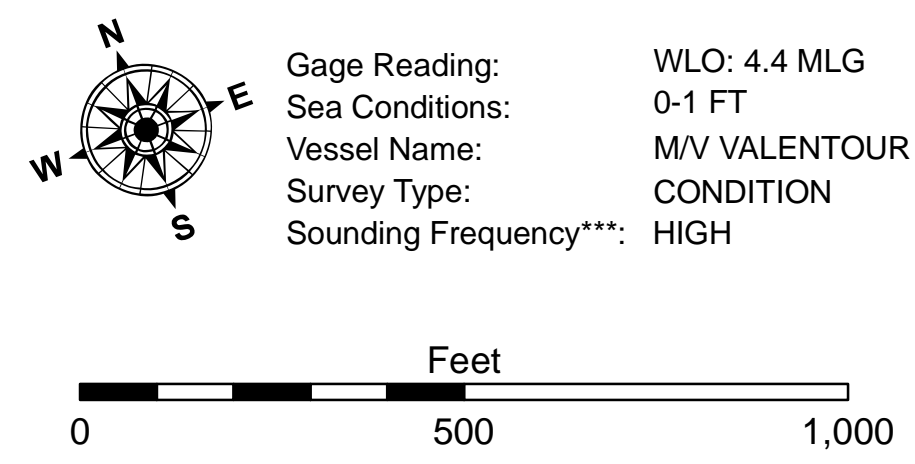 N
E
W
S
Gage Reading: WLO: 4.4 MLG
Sea Conditions: 0-1 FT
Vessel Name: M/V VALENTOUR
Survey Type: CONDITION
Sounding Frequency***: HIGH
Feet
0 500 1,000